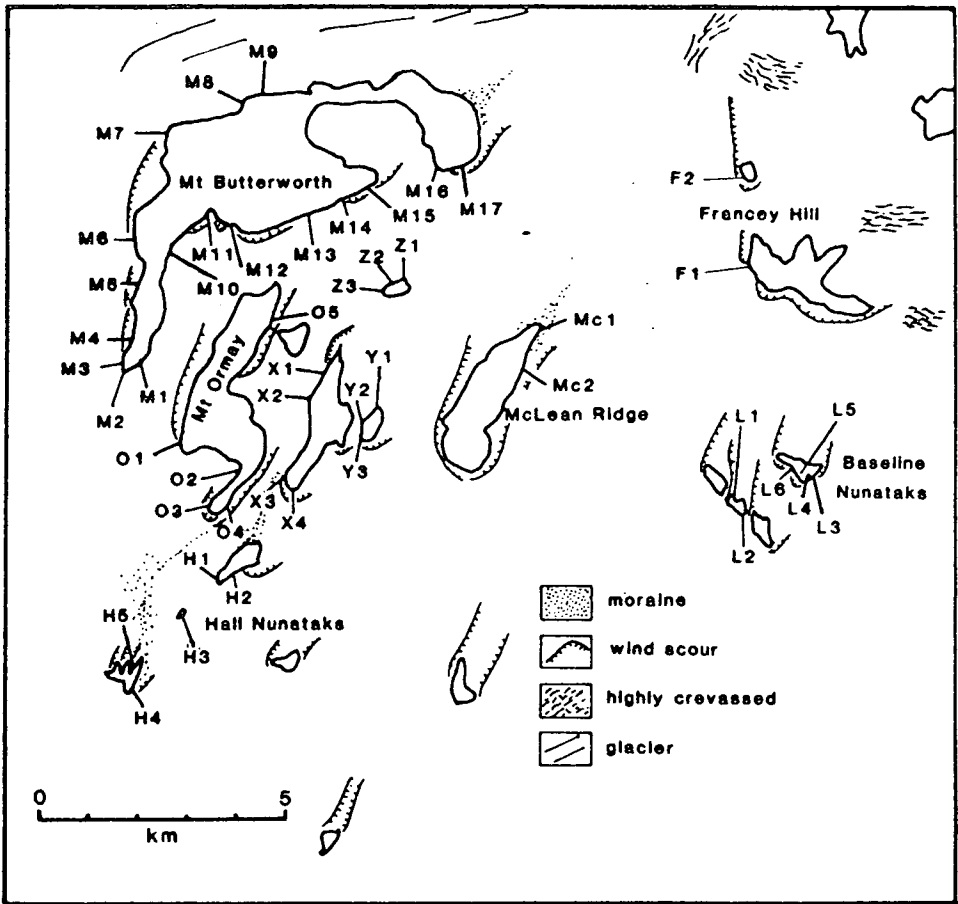 M9
M8
M7
Mt Butterworth
M16
M15
M17
M14
M6
M11
M12
M13
Z1
Z2
Z3
M5
M10
M4
M3
M2
M1
Mt Ormay
O5
X1
X2
Y1
Y2
Y3
O1
O2
O3
O4
X3
X4
H1
H2
H5
Hall Nunataks
H3
H4
F2
Francey Hill
F1
Mc1
Mc2
McLean Ridge
L1
L5
L6
L4
L3
L2
Baseline
Nunataks
moraine
wind scour
highly crevassed
glacier
0
5
km